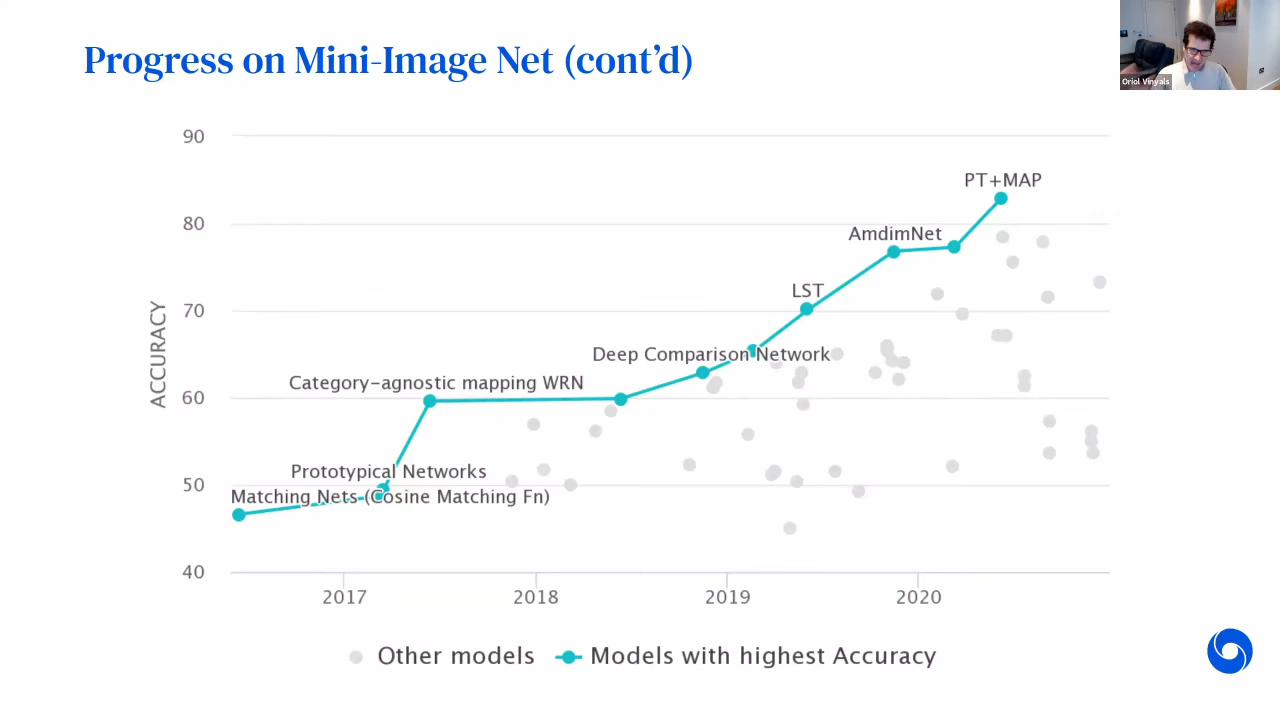 Progress on Mini-Image Net (cont’d)
Oriol Vinyals
90
PT+MAP
80
AmdimNet
LST
70
Deep Comparison Network
Category-agnostic mapping WRN
60
Prototypical Networks
50
Matching Nets (Cosine Matching Fn)
40
ACCURACY
2017 2018 2019 2020
Other models Models with highest Accuracy